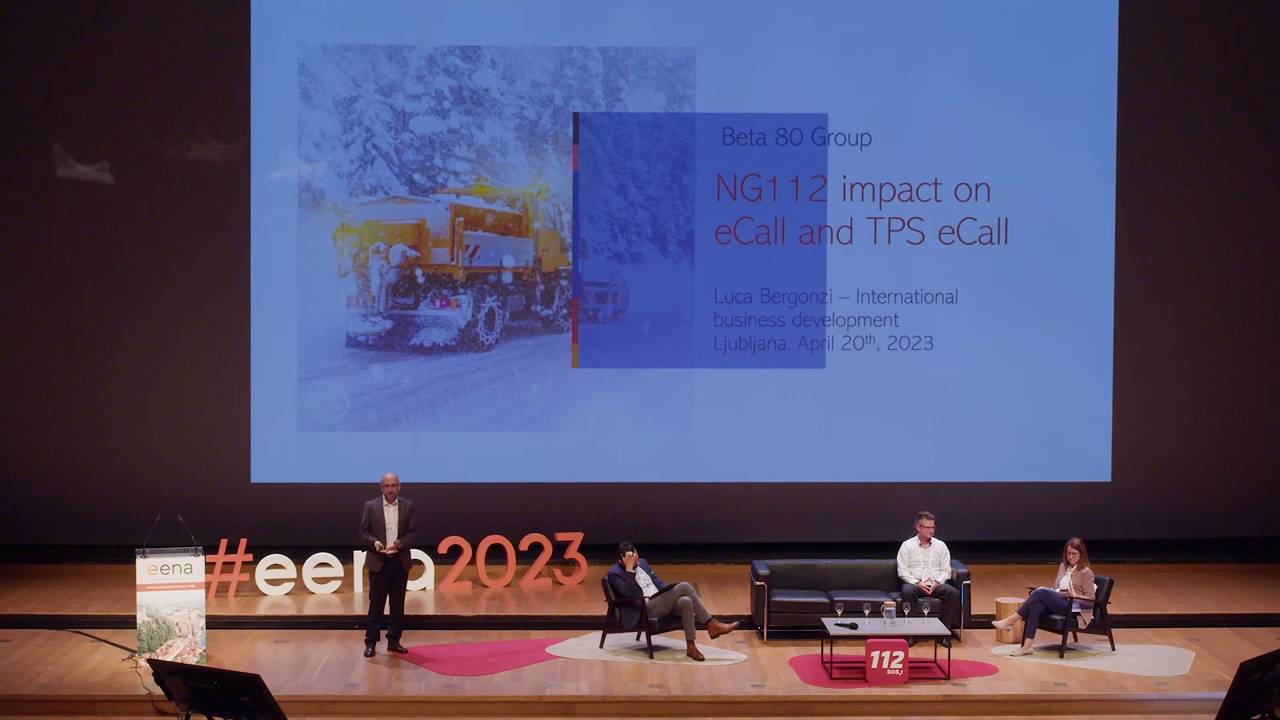 Beta 80 Group
NG112 impact on
eCall and TPS eCall
Luca Bergonzi – International
business development
Ljubljana, April 20th, 2023
eena
#eena2023
112
SOS